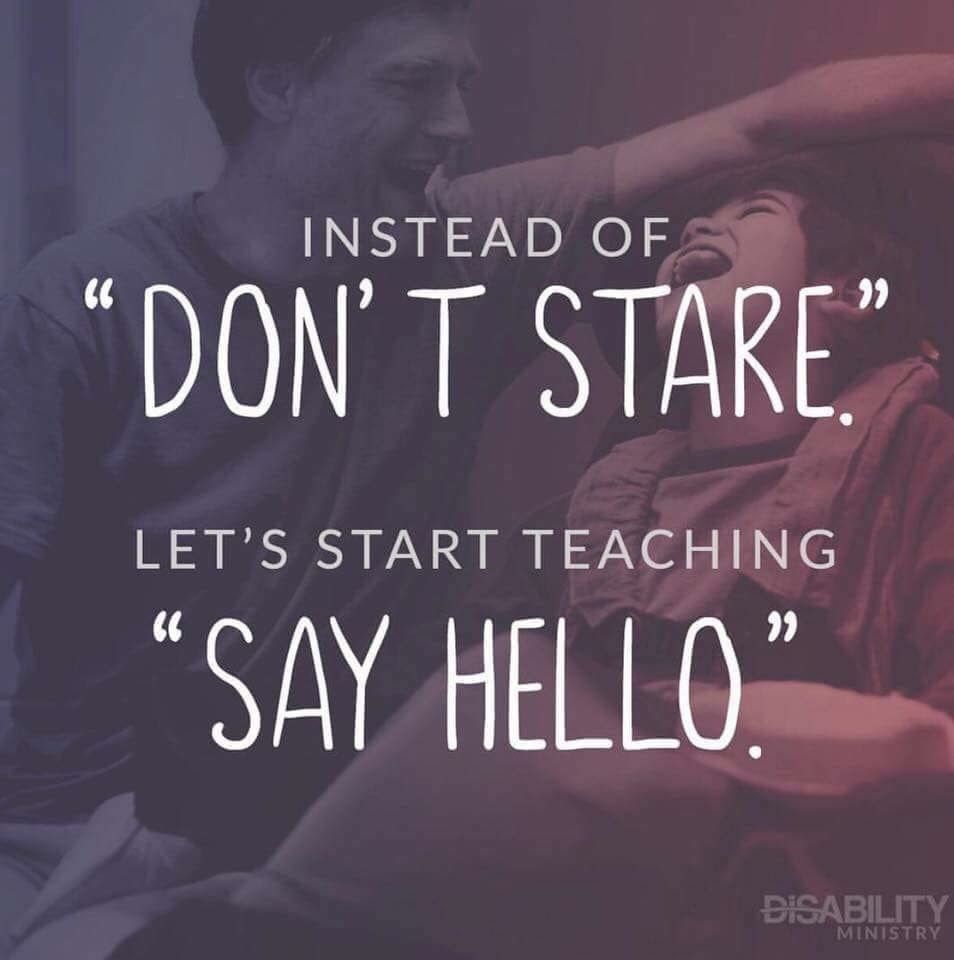 INSTEAD OF
“DON’T STARE.”
LET’S START TEACHING
“SAY HELLO.”
DiSABILITY
MINISTRY